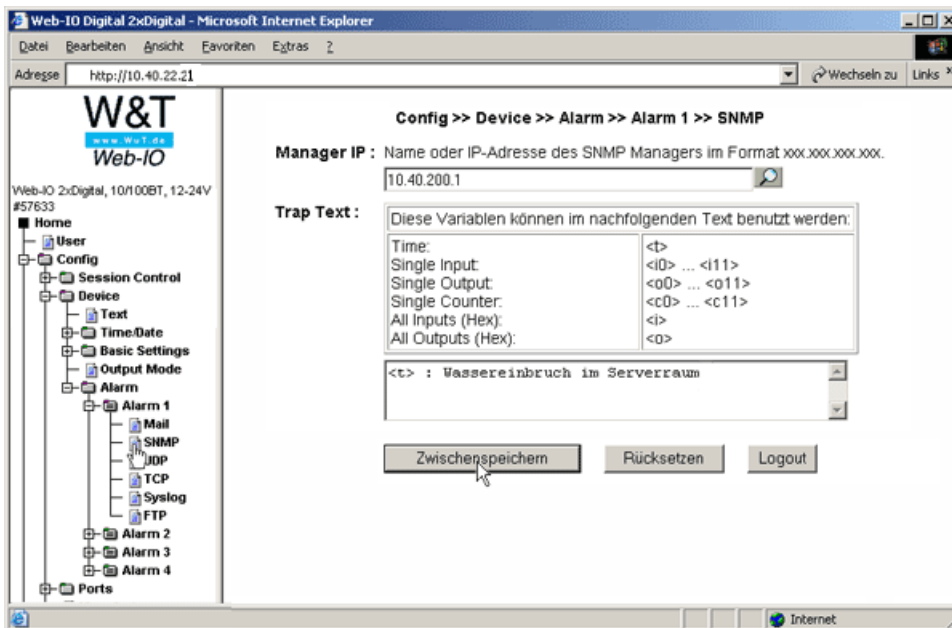 Web-IO Digital 2xDigital - Microsoft Internet Explorer
Datei Bearbeiten Ansicht Favoriten Extras ?
Adresse http://10.40.22.21 Wechseln zu Links »
W&T
www.WuT.de
Web-IO
Web-IO 2xDigital, 10/100BT, 12-24V
#57633
Home
User
Config
Session Control
Device
Text
Time/Date
Basic Settings
Output Mode
Alarm
Alarm 1
Mail
SNMP
UDP
TCP
Syslog
FTP
Alarm 2
Alarm 3
Alarm 4
Ports
Config >> Device >> Alarm >> Alarm 1 >> SNMP
Manager IP : Name oder IP-Adresse des SNMP Managers im Format xxx.xxx.xxx.xxx.
10.40.200.1
Trap Text : Diese Variablen können im nachfolgenden Text benutzt werden:
Time: <t>
Single Input: <i0> ... <i11>
Single Output: <o0> ... <o11>
Single Counter: <c0> ... <c11>
All Inputs (Hex): <i>
All Outputs (Hex): <o>
<t> : Wassereinbruch im Serverraum
Zwischenspeichern Rücksetzen Logout
Internet